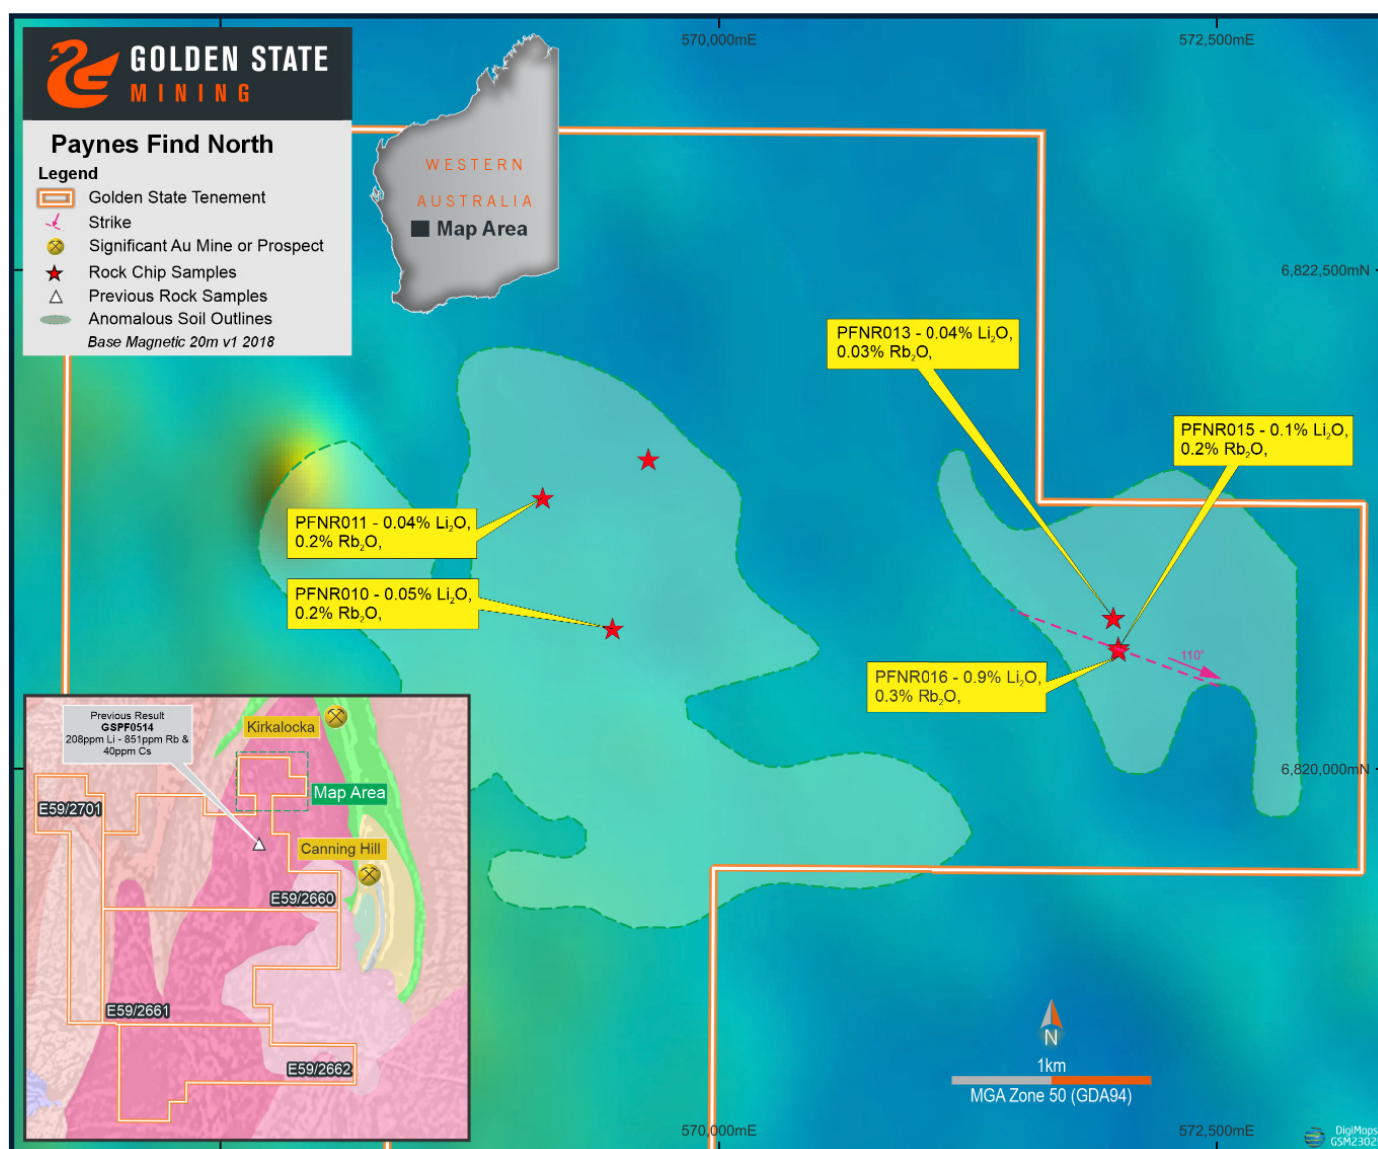 GOLDEN STATE
MINING
Paynes Find North
Legend
Golden State Tenement
Strike
Significant Au Mine or Prospect
Rock Chip Samples
Previous Rock Samples
Anomalous Soil Outlines
Base Magnetic 20m v1 2018
WESTERN
AUSTRALIA
Map Area
570,000mE
572,500mE
6,822,500mN
PFNR013 - 0.04% Li₂O,
0.03% Rb₂O,
PFNR015 - 0.1% Li₂O,
0.2% Rb₂O,
PFNR011 - 0.04% Li₂O,
0.2% Rb₂O,
PFNR010 - 0.05% Li₂O,
0.2% Rb₂O,
110°
PFNR016 - 0.9% Li₂O,
0.3% Rb₂O,
6,820,000mN
Previous Result
GSPF0514
208ppm Li - 851ppm Rb &
40ppm Cs
Kirkalocka
Map Area
E59/2701
Canning Hill
E59/2660
E59/2661
E59/2662
N
1km
MGA Zone 50 (GDA94)
570,000mE
572,500mE
DigiMaps
GSM23025